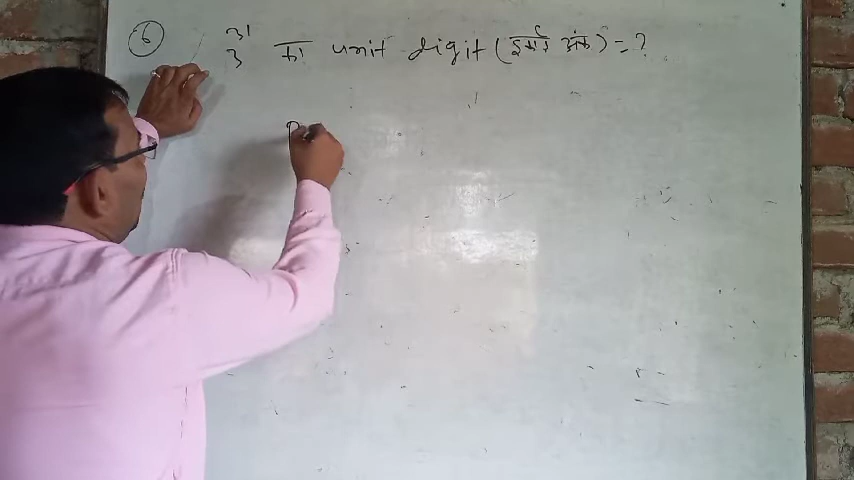 6 3³¹ का unit digit (इकाई अंक) = ?